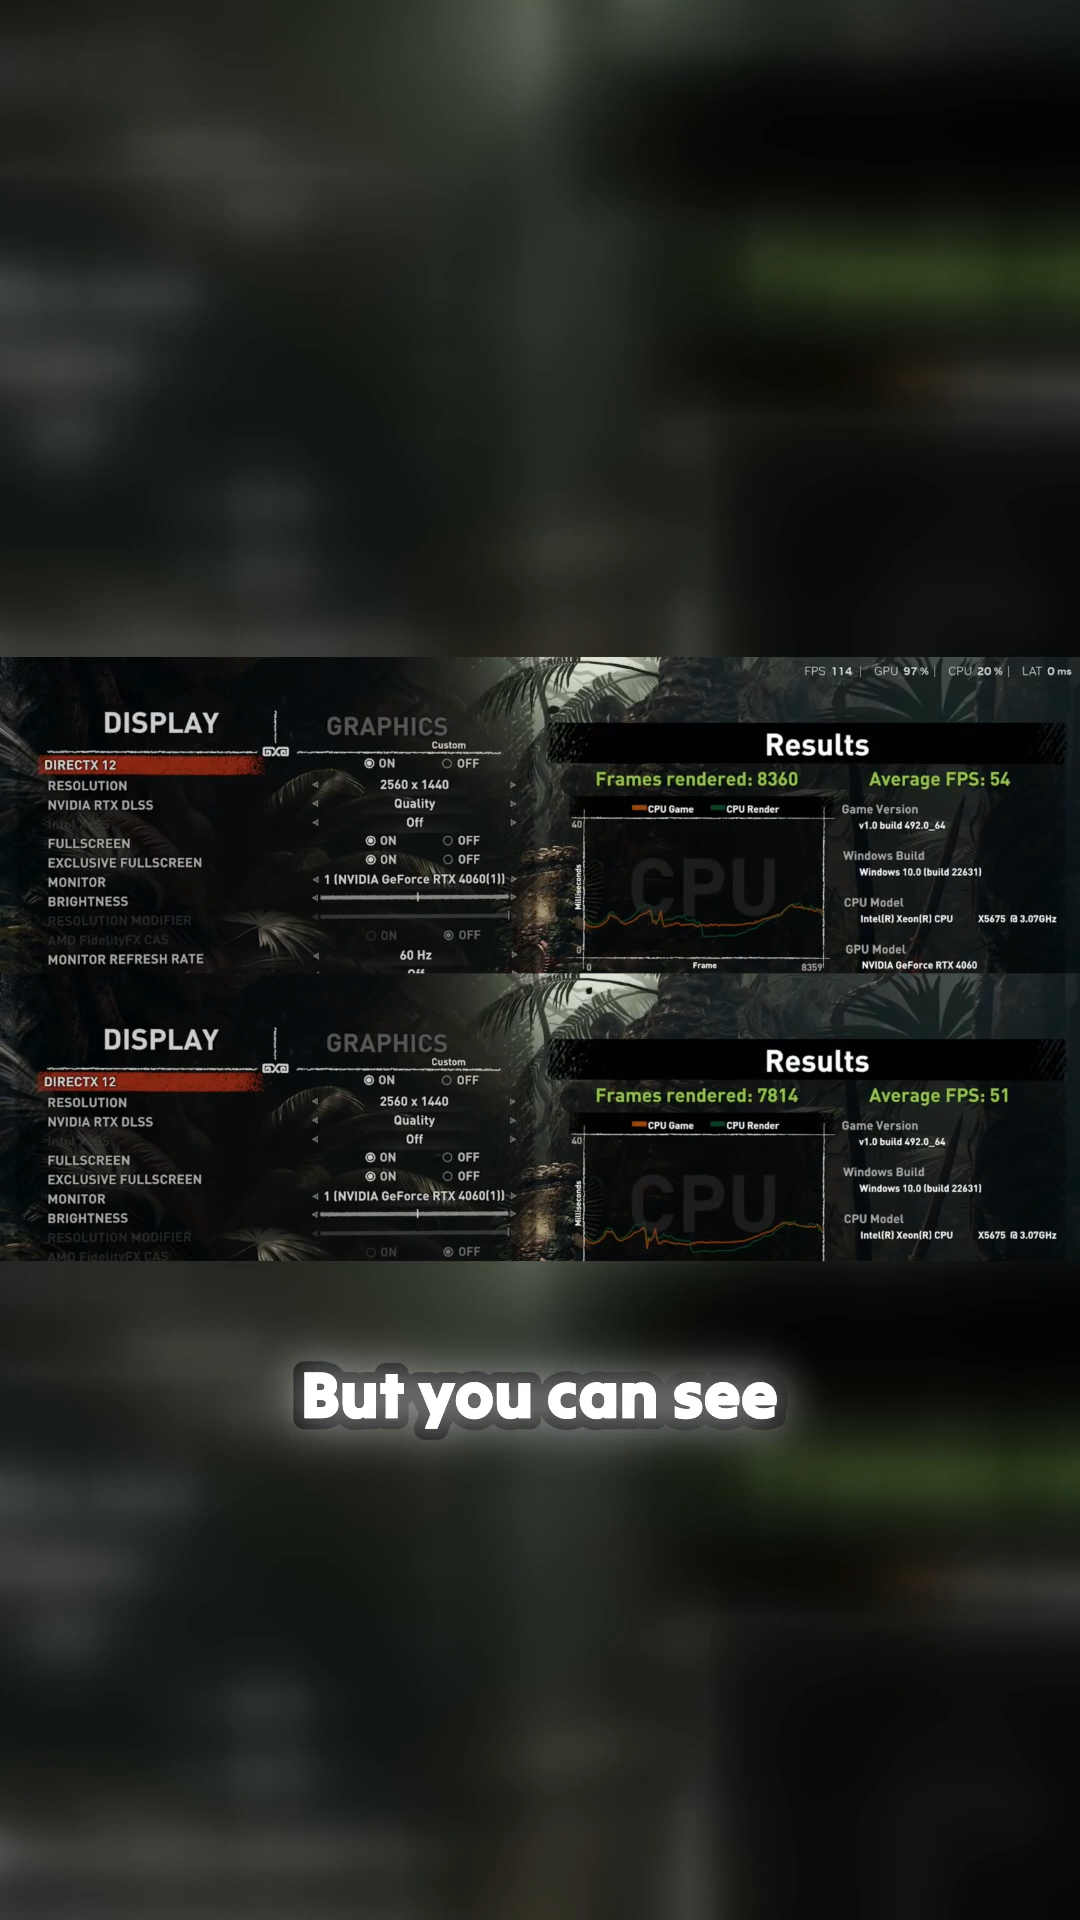 FPS 114 | GPU 97 % | CPU 20 % | LAT 0 ms
DISPLAY
GRAPHICS
Custom
DIRECTX 12 ON OFF
RESOLUTION 2560 x 1440
NVIDIA RTX DLSS Quality
Off
FULLSCREEN ON OFF
EXCLUSIVE FULLSCREEN ON OFF
MONITOR 1 (NVIDIA GeForce RTX 4060(1))
BRIGHTNESS
RESOLUTION MODIFIER
AMD FidelityFX CAS ON OFF
MONITOR REFRESH RATE 60 Hz
Off
Results
Frames rendered: 8360 Average FPS: 54
CPU Game CPU Render
40
Milliseconds
CPU
0
0 Frame 8359
Game Version
v1.0 build 492.0_64
Windows Build
Windows 10.0 (build 22631)
CPU Model
Intel(R) Xeon(R) CPU X5675 @ 3.07GHz
GPU Model
NVIDIA GeForce RTX 4060
DISPLAY
GRAPHICS
Custom
DIRECTX 12 ON OFF
RESOLUTION 2560 x 1440
NVIDIA RTX DLSS Quality
Off
FULLSCREEN ON OFF
EXCLUSIVE FULLSCREEN ON OFF
MONITOR 1 (NVIDIA GeForce RTX 4060(1))
BRIGHTNESS
RESOLUTION MODIFIER
AMD FidelityFX CAS ON OFF
Results
Frames rendered: 7814 Average FPS: 51
CPU Game CPU Render
40
Milliseconds
CPU
Game Version
v1.0 build 492.0_64
Windows Build
Windows 10.0 (build 22631)
CPU Model
Intel(R) Xeon(R) CPU X5675 @ 3.07GHz
But you can see